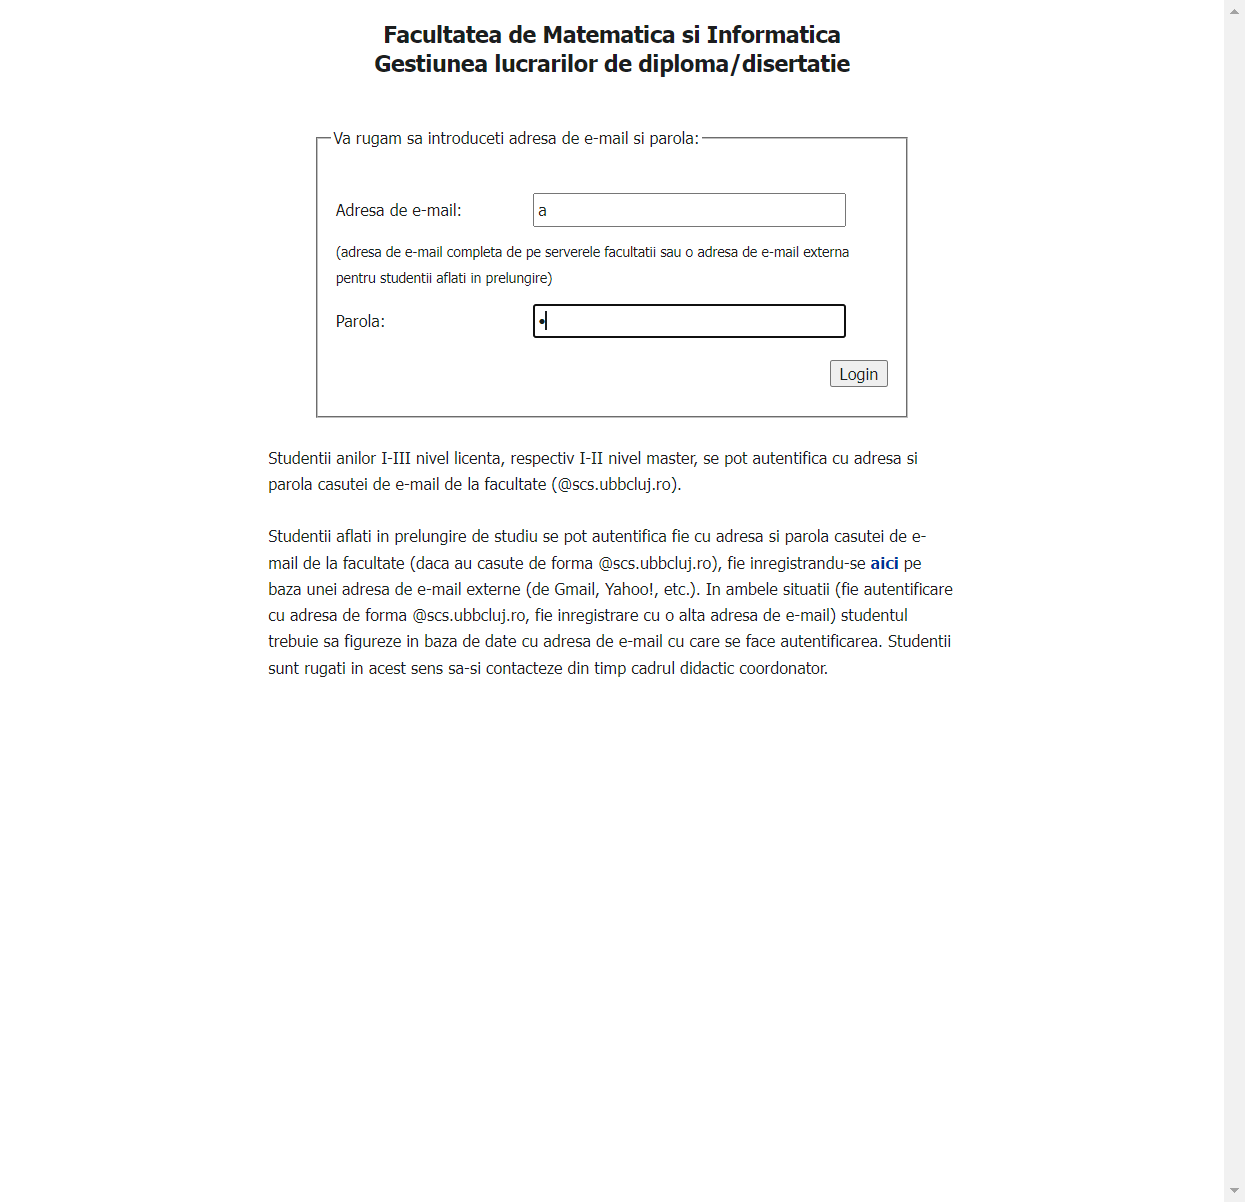 Facultatea de Matematica si Informatica
Gestiunea lucrarilor de diploma/disertatie
Va rugam sa introduceti adresa de e-mail si parola:
Adresa de e-mail:
a
(adresa de e-mail completa de pe serverele facultatii sau o adresa de e-mail externa
pentru studentii aflati in prelungire)
Parola:
•
Login
Studentii anilor I-III nivel licenta, respectiv I-II nivel master, se pot autentifica cu adresa si
parola casutei de e-mail de la facultate (@scs.ubbcluj.ro).
Studentii aflati in prelungire de studiu se pot autentifica fie cu adresa si parola casutei de e-
mail de la facultate (daca au casute de forma @scs.ubbcluj.ro), fie inregistrandu-se aici pe
baza unei adresa de e-mail externe (de Gmail, Yahoo!, etc.). In ambele situatii (fie autentificare
cu adresa de forma @scs.ubbcluj.ro, fie inregistrare cu o alta adresa de e-mail) studentul
trebuie sa figureze in baza de date cu adresa de e-mail cu care se face autentificarea. Studentii
sunt rugati in acest sens sa-si contacteze din timp cadrul didactic coordonator.